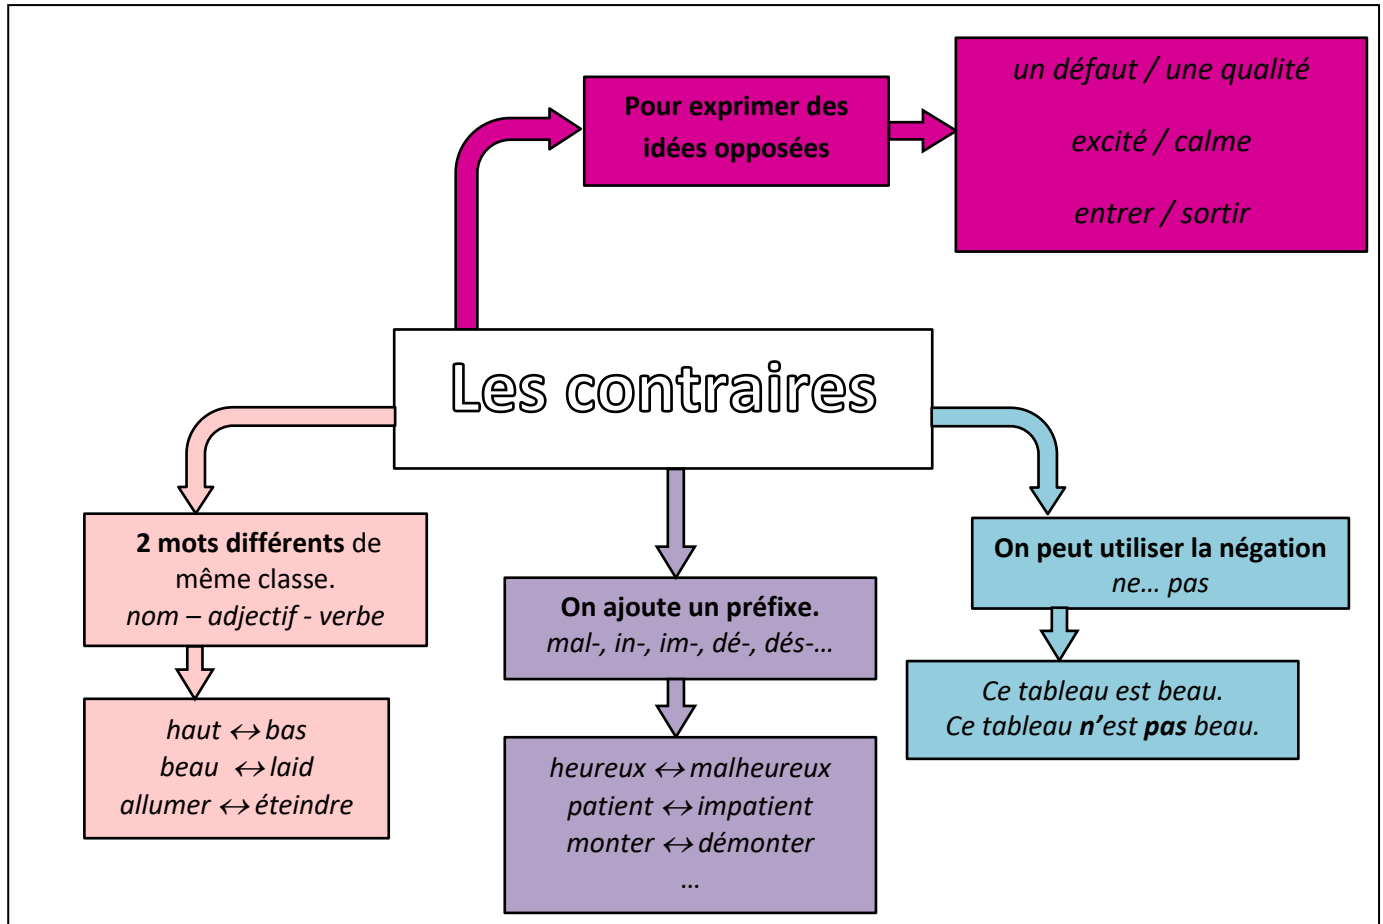 Pour exprimer des
idées opposées
un défaut / une qualité
excité / calme
entrer / sortir
Les contraires
2 mots différents de
même classe.
nom – adjectif - verbe
haut ↔ bas
beau ↔ laid
allumer ↔ éteindre
On ajoute un préfixe.
mal-, in-, im-, dé-, dés-…
heureux ↔ malheureux
patient ↔ impatient
monter ↔ démonter
…
On peut utiliser la négation
ne… pas
Ce tableau est beau.
Ce tableau n’est pas beau.